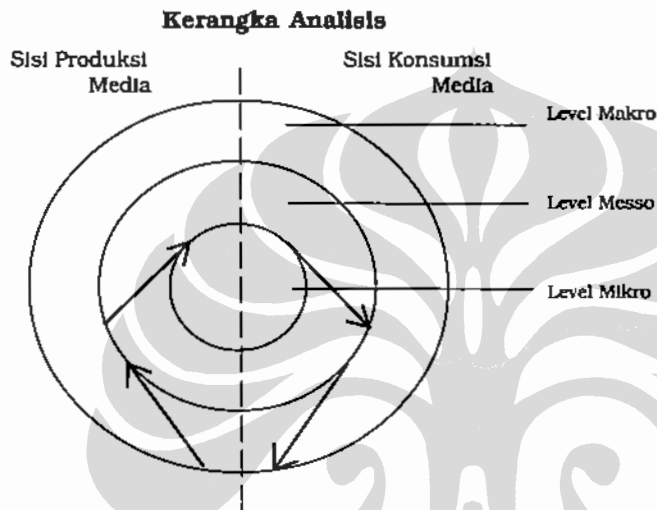 Kerangka Analisis
Sisi Produksi
Media
Sisi Konsumsi
Media
Level Makro
Level Messo
Level Mikro